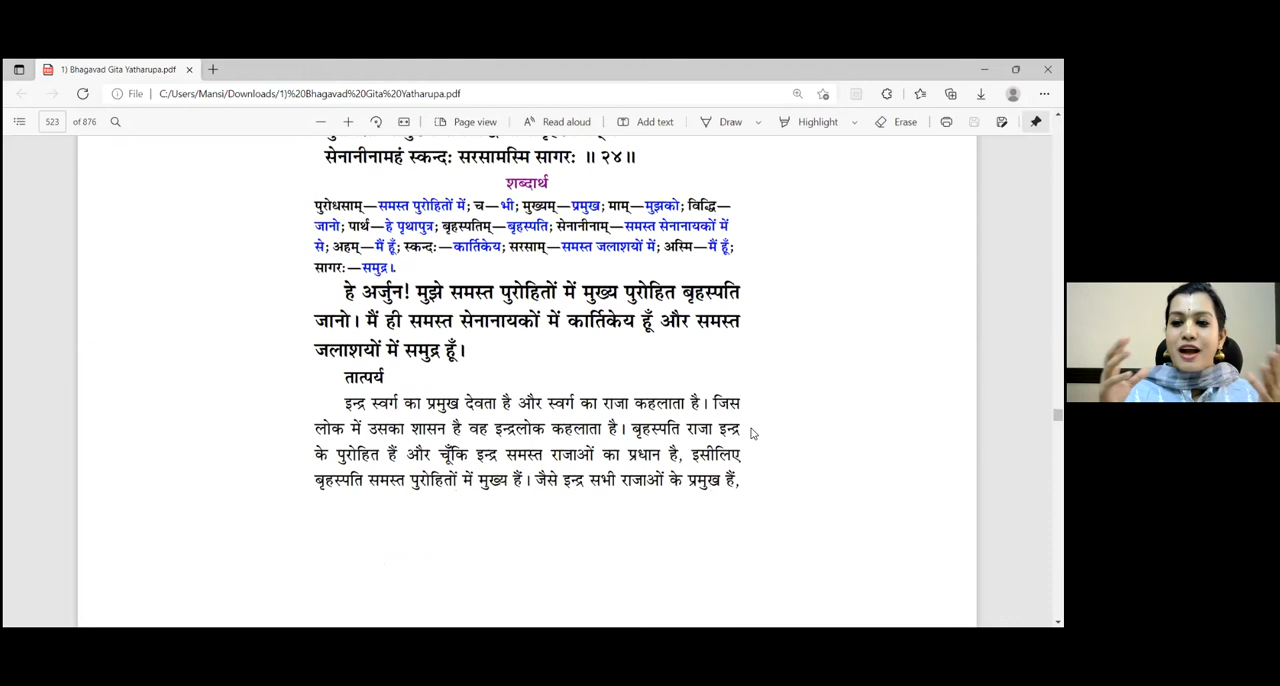 1) Bhagavad Gita Yatharupa.pdf
File C:/Users/Mansi/Downloads/1)%20Bhagavad%20Gita%20Yatharupa.pdf
523 of 876 Page view Read aloud Add text Draw Highlight Erase
सेनानीनामहं स्कन्दः सरसामस्मि सागरः ॥ २४॥
शब्दार्थ
पुरोधसाम्—समस्त पुरोहितों में; च—भी; मुख्यम्—प्रमुख; माम्—मुझको; विद्धि—
जानो; पार्थ—हे पृथापुत्र; बृहस्पतिम्—बृहस्पति; सेनानीनाम्—समस्त सेनानायकों में
से; अहम्—मैं हूँ; स्कन्दः—कार्तिकेय; सरसाम्—समस्त जलाशयों में; अस्मि—मैं हूँ;
सागरः—समुद्र।.
हे अर्जुन! मुझे समस्त पुरोहितों में मुख्य पुरोहित बृहस्पति
जानो। मैं ही समस्त सेनानायकों में कार्तिकेय हूँ और समस्त
जलाशयों में समुद्र हूँ।
तात्पर्य
इन्द्र स्वर्ग का प्रमुख देवता है और स्वर्ग का राजा कहलाता है। जिस
लोक में उसका शासन है वह इन्द्रलोक कहलाता है। बृहस्पति राजा इन्द्र
के पुरोहित हैं और चूँकि इन्द्र समस्त राजाओं का प्रधान है, इसीलिए
बृहस्पति समस्त पुरोहितों में मुख्य हैं। जैसे इन्द्र सभी राजाओं के प्रमुख हैं,